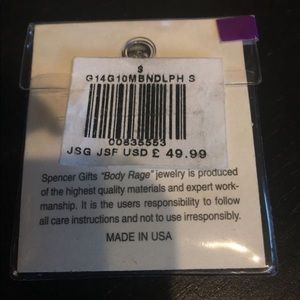 $
G14G10MBNDLPH S
00835553
JSG JSF USD £ 49.99
Spencer Gifts “Body Rage” jewelry is produced
of the highest quality materials and expert work-
manship. It is the users responsibility to follow
all care instructions and not to use irresponsibly.
MADE IN USA